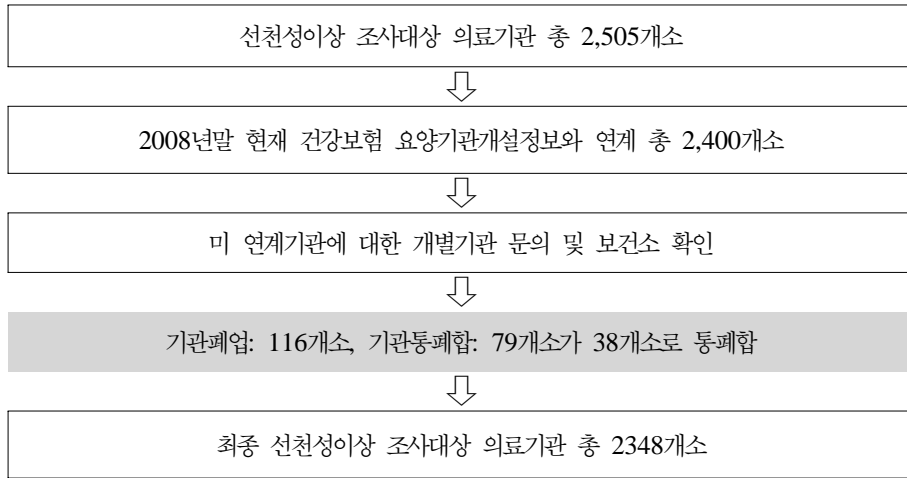 선천성이상 조사대상 의료기관 총 2,505개소
2008년말 현재 건강보험 요양기관개설정보와 연계 총 2,400개소
미 연계기관에 대한 개별기관 문의 및 보건소 확인
기관폐업: 116개소, 기관통폐합: 79개소가 38개소로 통폐합
최종 선천성이상 조사대상 의료기관 총 2348개소